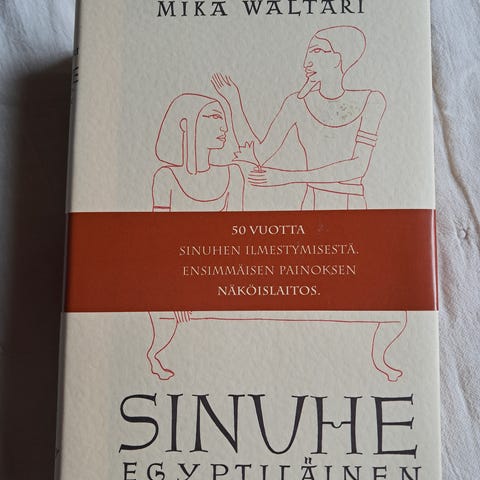 MIKA WALTARI
50 VUOTTA
SINUHEN ILMESTYMISESTÄ.
ENSIMMÄISEN PAINOKSEN
NÄKÖISLAITOS.
SINUHE
EGYPTILÄINEN